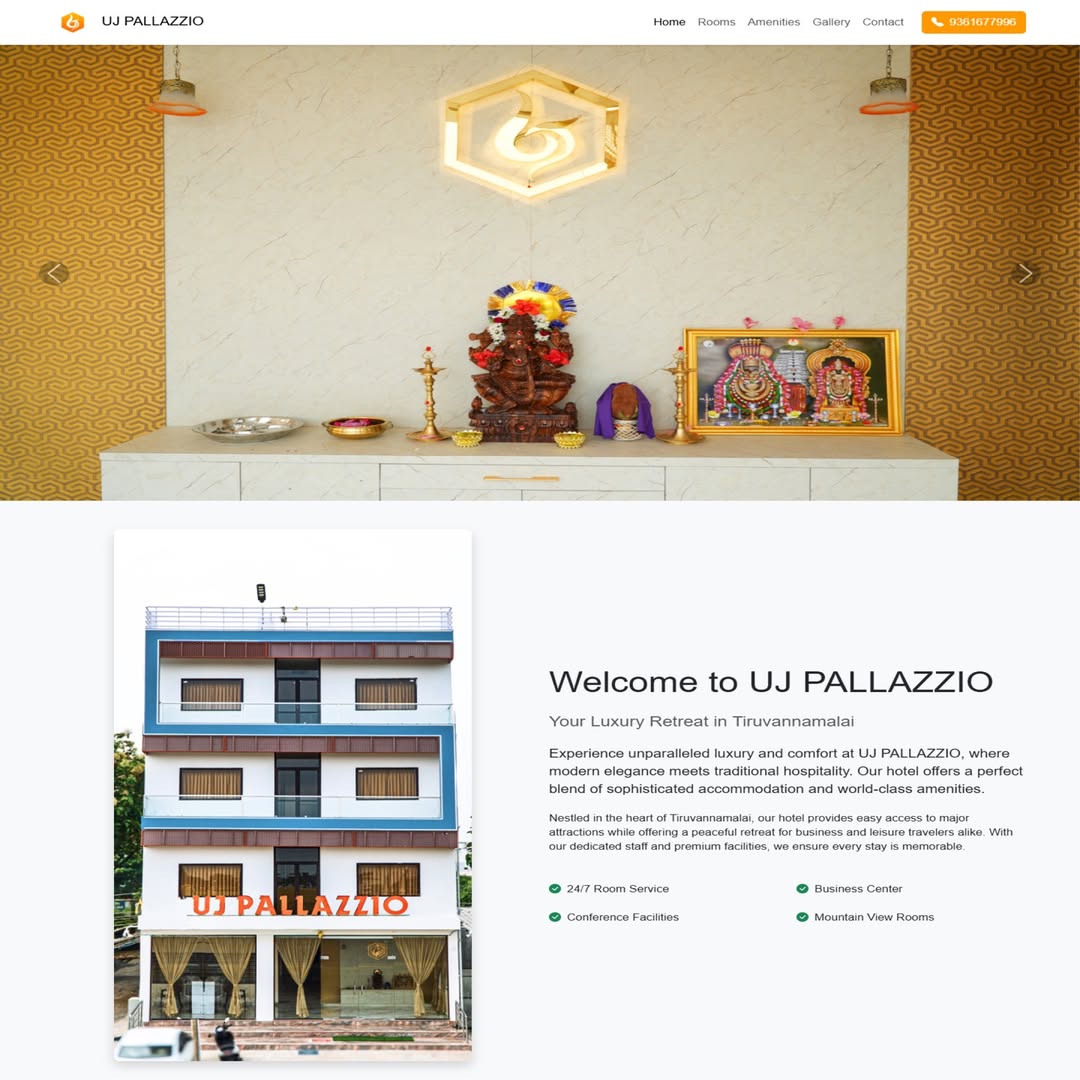 UJ PALLAZZIO
Home Rooms Amenities Gallery Contact 9361677996
Welcome to UJ PALLAZZIO
Your Luxury Retreat in Tiruvannamalai
Experience unparalleled luxury and comfort at UJ PALLAZZIO, where
modern elegance meets traditional hospitality. Our hotel offers a perfect
blend of sophisticated accommodation and world-class amenities.
Nestled in the heart of Tiruvannamalai, our hotel provides easy access to major
attractions while offering a peaceful retreat for business and leisure travelers alike. With
our dedicated staff and premium facilities, we ensure every stay is memorable.
24/7 Room Service
Business Center
Conference Facilities
Mountain View Rooms
UJ PALLAZZIO